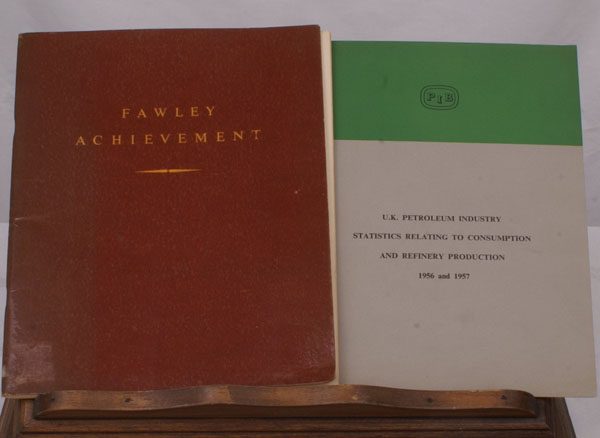 FAWLEY
ACHIEVEMENT
PIB
U.K. PETROLEUM INDUSTRY
STATISTICS RELATING TO CONSUMPTION
AND REFINERY PRODUCTION
1956 and 1957